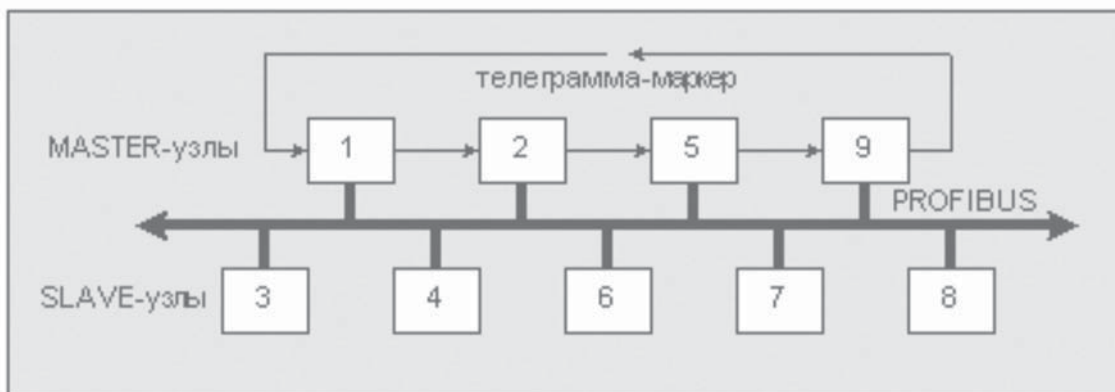 телеграмма-маркер
MASTER-узлы 1 2 5 9
PROFIBUS
SLAVE-узлы 3 4 6 7 8